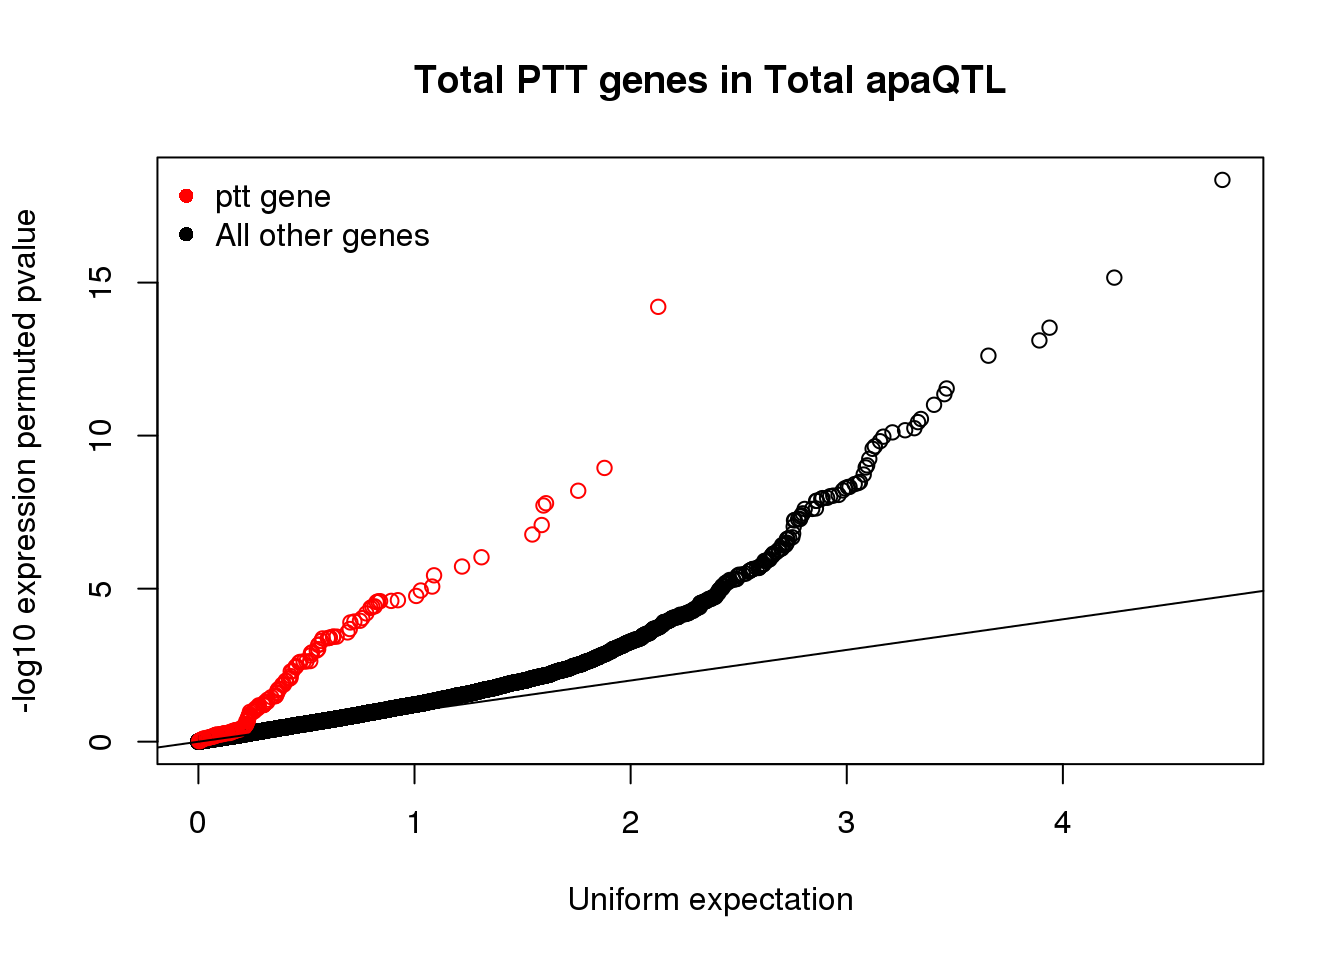 Total PTT genes in Total apaQTL
ptt gene
All other genes
-log10 expression permuted pvalue
15
10
5
0
0 1 2 3 4
Uniform expectation